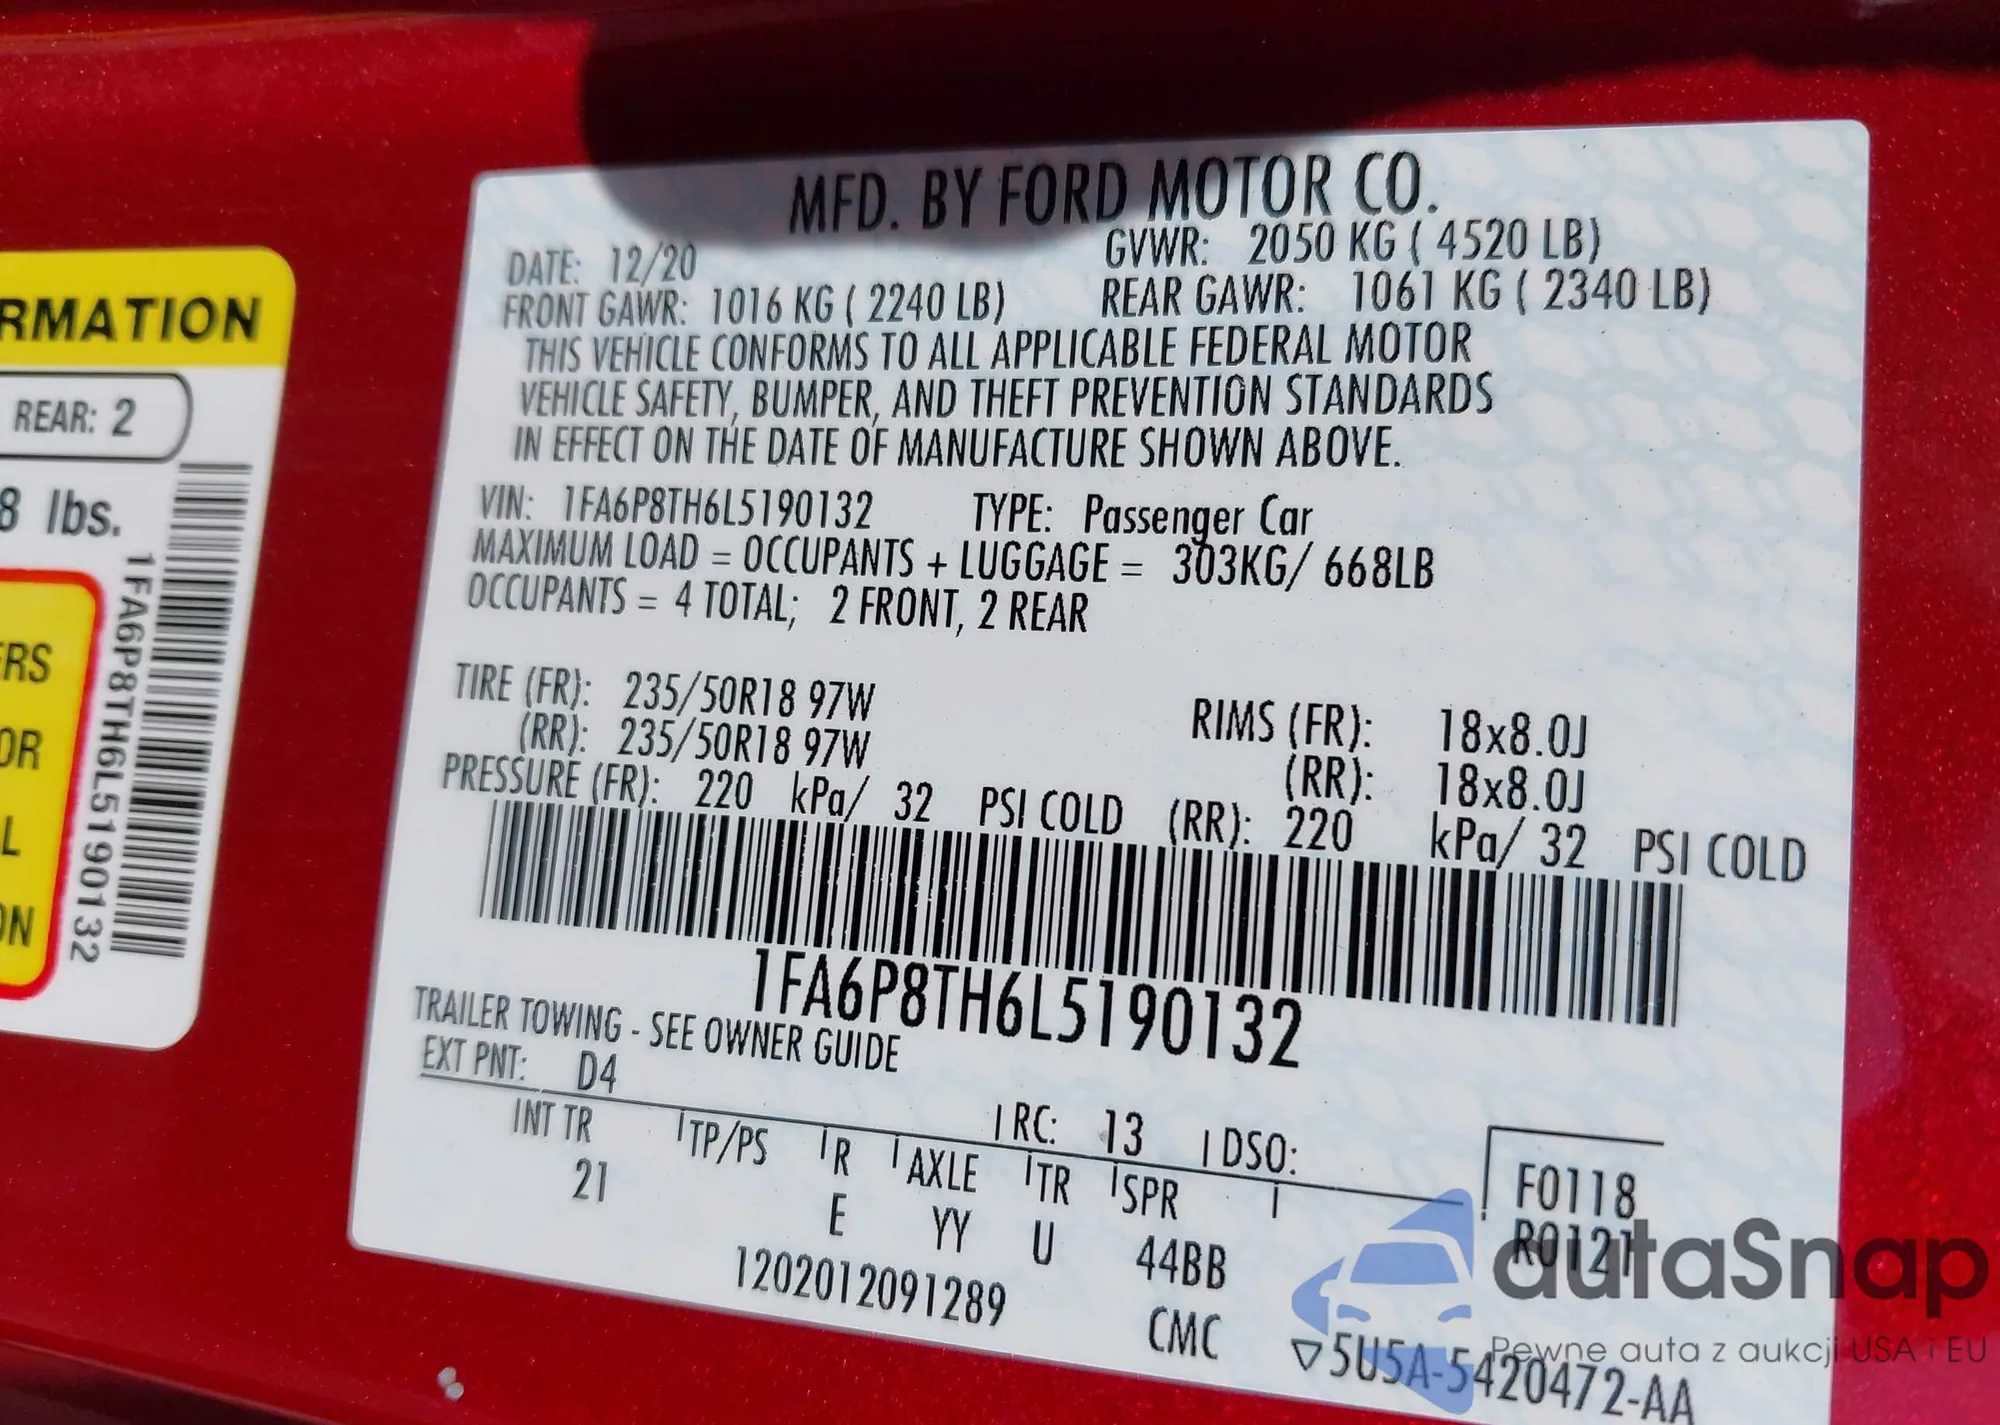 RMATION
REAR: 2
8 lbs.
ERS
OR
L
ON
1FA6P8TH6L5190132
MFD. BY FORD MOTOR CO.
DATE: 12/20 GVWR: 2050 KG ( 4520 LB)
FRONT GAWR: 1016 KG ( 2240 LB) REAR GAWR: 1061 KG ( 2340 LB)
THIS VEHICLE CONFORMS TO ALL APPLICABLE FEDERAL MOTOR
VEHICLE SAFETY, BUMPER, AND THEFT PREVENTION STANDARDS
IN EFFECT ON THE DATE OF MANUFACTURE SHOWN ABOVE.
VIN: 1FA6P8TH6L5190132 TYPE: Passenger Car
MAXIMUM LOAD = OCCUPANTS + LUGGAGE = 303KG/ 668LB
OCCUPANTS = 4 TOTAL; 2 FRONT, 2 REAR
TIRE (FR): 235/50R18 97W RIMS (FR): 18x8.0J
(RR): 235/50R18 97W (RR): 18x8.0J
PRESSURE (FR): 220 kPa/ 32 PSI COLD (RR): 220 kPa/ 32 PSI COLD
1FA6P8TH6L5190132
TRAILER TOWING - SEE OWNER GUIDE
EXT PNT: D4 RC: 13 DSO:
INT TR TP/PS R AXLE TR SPR F0118
21 E YY U 44BB R0121
1202012091289 CMC ▽5U5A-5420472-AA
autaSnap
Pewne auta z aukcji USA i EU